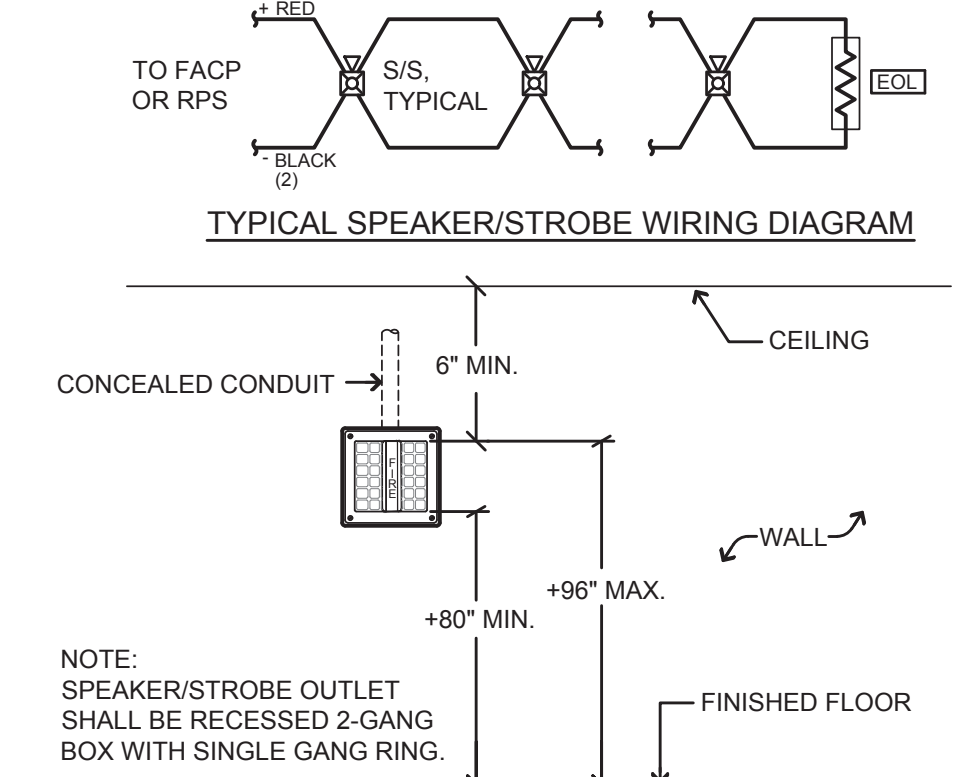 + RED
TO FACP
OR RPS
S/S,
TYPICAL
EOL
- BLACK
(2)
TYPICAL SPEAKER/STROBE WIRING DIAGRAM
CEILING
6" MIN.
CONCEALED CONDUIT
FIRE
WALL
+96" MAX.
+80" MIN.
NOTE:
SPEAKER/STROBE OUTLET
SHALL BE RECESSED 2-GANG
BOX WITH SINGLE GANG RING.
FINISHED FLOOR